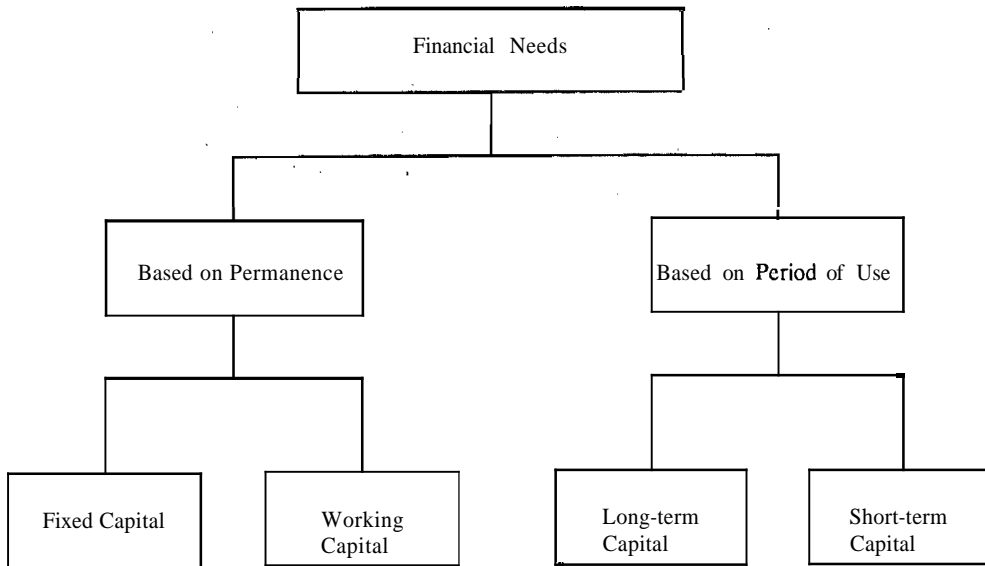 Financial Needs
Based on Permanence
Based on Period of Use
Fixed Capital
Working
Capital
Long-term
Capital
Short-term
Capital